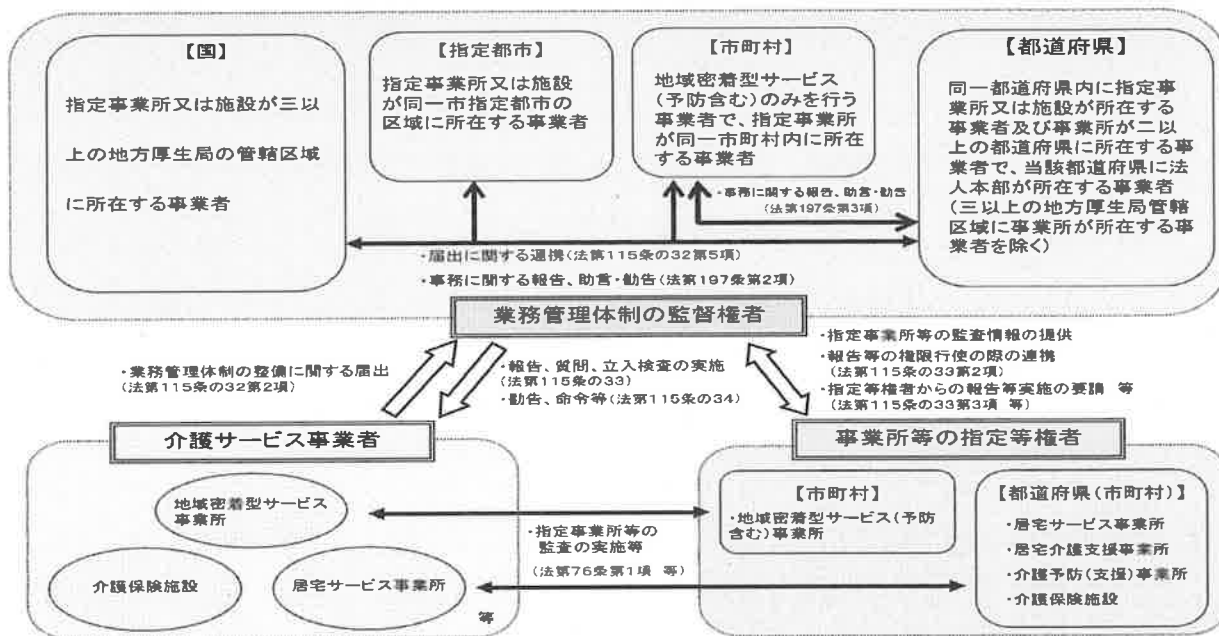 【国】
指定事業所又は施設が三以
上の地方厚生局の管轄区域
に所在する事業者
【指定都市】
指定事業所又は施設
が同一市指定都市の
区域に所在する事業者
【市町村】
地域密着型サービス
(予防含む)のみを行う
事業者で、指定事業所
が同一市町村内に所在
する事業者
【都道府県】
同一都道府県内に指定事
業所又は施設が所在する
事業者及び事業所が二以
上の都道府県に所在する事
業者で、当該都道府県に法
人本部が所在する事業者
(三以上の地方厚生局管轄
区域に事業所が所在する事
業者を除く)
・事務に関する報告、助言・勧告
(法第197条第3項)
・届出に関する連携(法第115条の32第5項)
・事務に関する報告、助言・勧告(法第197条第2項)
業務管理体制の監督権者
・業務管理体制の整備に関する届出
(法第115条の32第2項)
・報告、質問、立入検査の実施
(法第115条の33)
・勧告、命令等(法第115条の34)
・指定事業所等の監査情報の提供
・報告等の権限行使の際の連携
(法第115条の33第2項)
・指定等権者からの報告等実施の要請 等
(法第115条の33第3項 等)
介護サービス事業者
地域密着型サービス
事業所
介護保険施設
居宅サービス事業所
等
・指定事業所等の
監査の実施等
(法第76条第1項 等)
事業所等の指定等権者
【市町村】
・地域密着型サービス(予防
含む)事業所
【都道府県(市町村)】
・居宅サービス事業所
・居宅介護支援事業所
・介護予防(支援)事業所
・介護保険施設